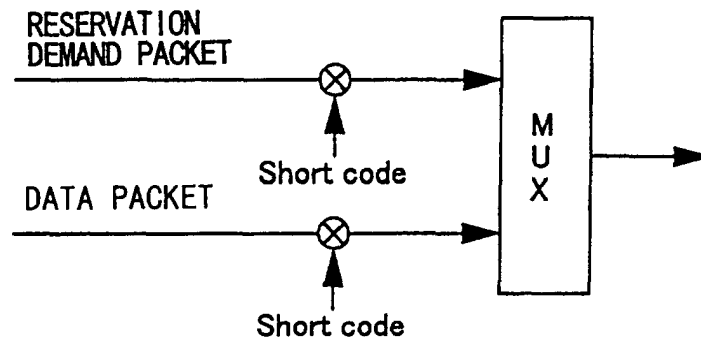 RESERVATION
DEMAND PACKET
Short code
DATA PACKET
Short code
M
U
X